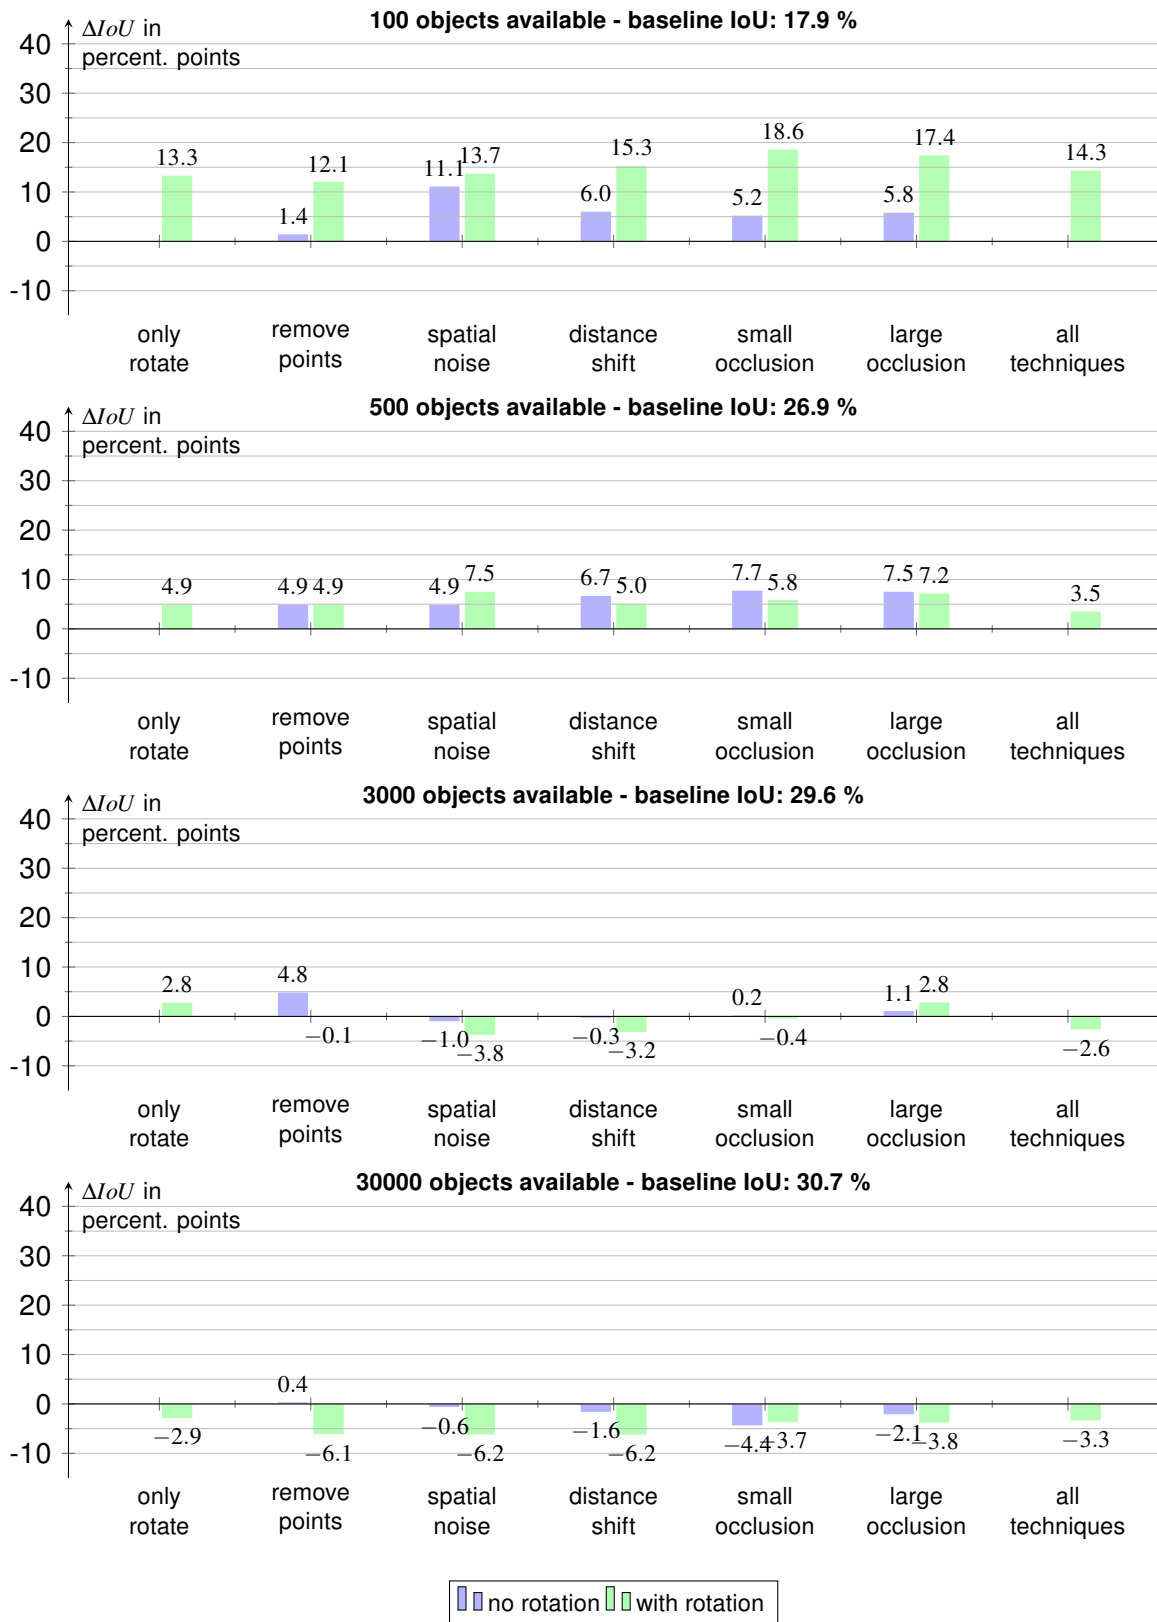 100 objects available - baseline IoU: 17.9 %
ΔIoU in
percent. points
40
30
20
10
0
-10
13.3
1.4
12.1
11.1
13.7
6.0
15.3
5.2
18.6
5.8
17.4
14.3
only
rotate
remove
points
spatial
noise
distance
shift
small
occlusion
large
occlusion
all
techniques
500 objects available - baseline IoU: 26.9 %
ΔIoU in
percent. points
40
30
20
10
0
-10
4.9
4.9
4.9
4.9
7.5
6.7
5.0
7.7
5.8
7.5
7.2
3.5
only
rotate
remove
points
spatial
noise
distance
shift
small
occlusion
large
occlusion
all
techniques
3000 objects available - baseline IoU: 29.6 %
ΔIoU in
percent. points
40
30
20
10
0
-10
2.8
4.8
−0.1
−1.0
−3.8
−0.3
−3.2
0.2
−0.4
1.1
2.8
−2.6
only
rotate
remove
points
spatial
noise
distance
shift
small
occlusion
large
occlusion
all
techniques
30000 objects available - baseline IoU: 30.7 %
ΔIoU in
percent. points
40
30
20
10
0
-10
−2.9
0.4
−6.1
−0.6
−6.2
−1.6
−6.2
−4.4
−3.7
−2.1
−3.8
−3.3
only
rotate
remove
points
spatial
noise
distance
shift
small
occlusion
large
occlusion
all
techniques
no rotation
with rotation